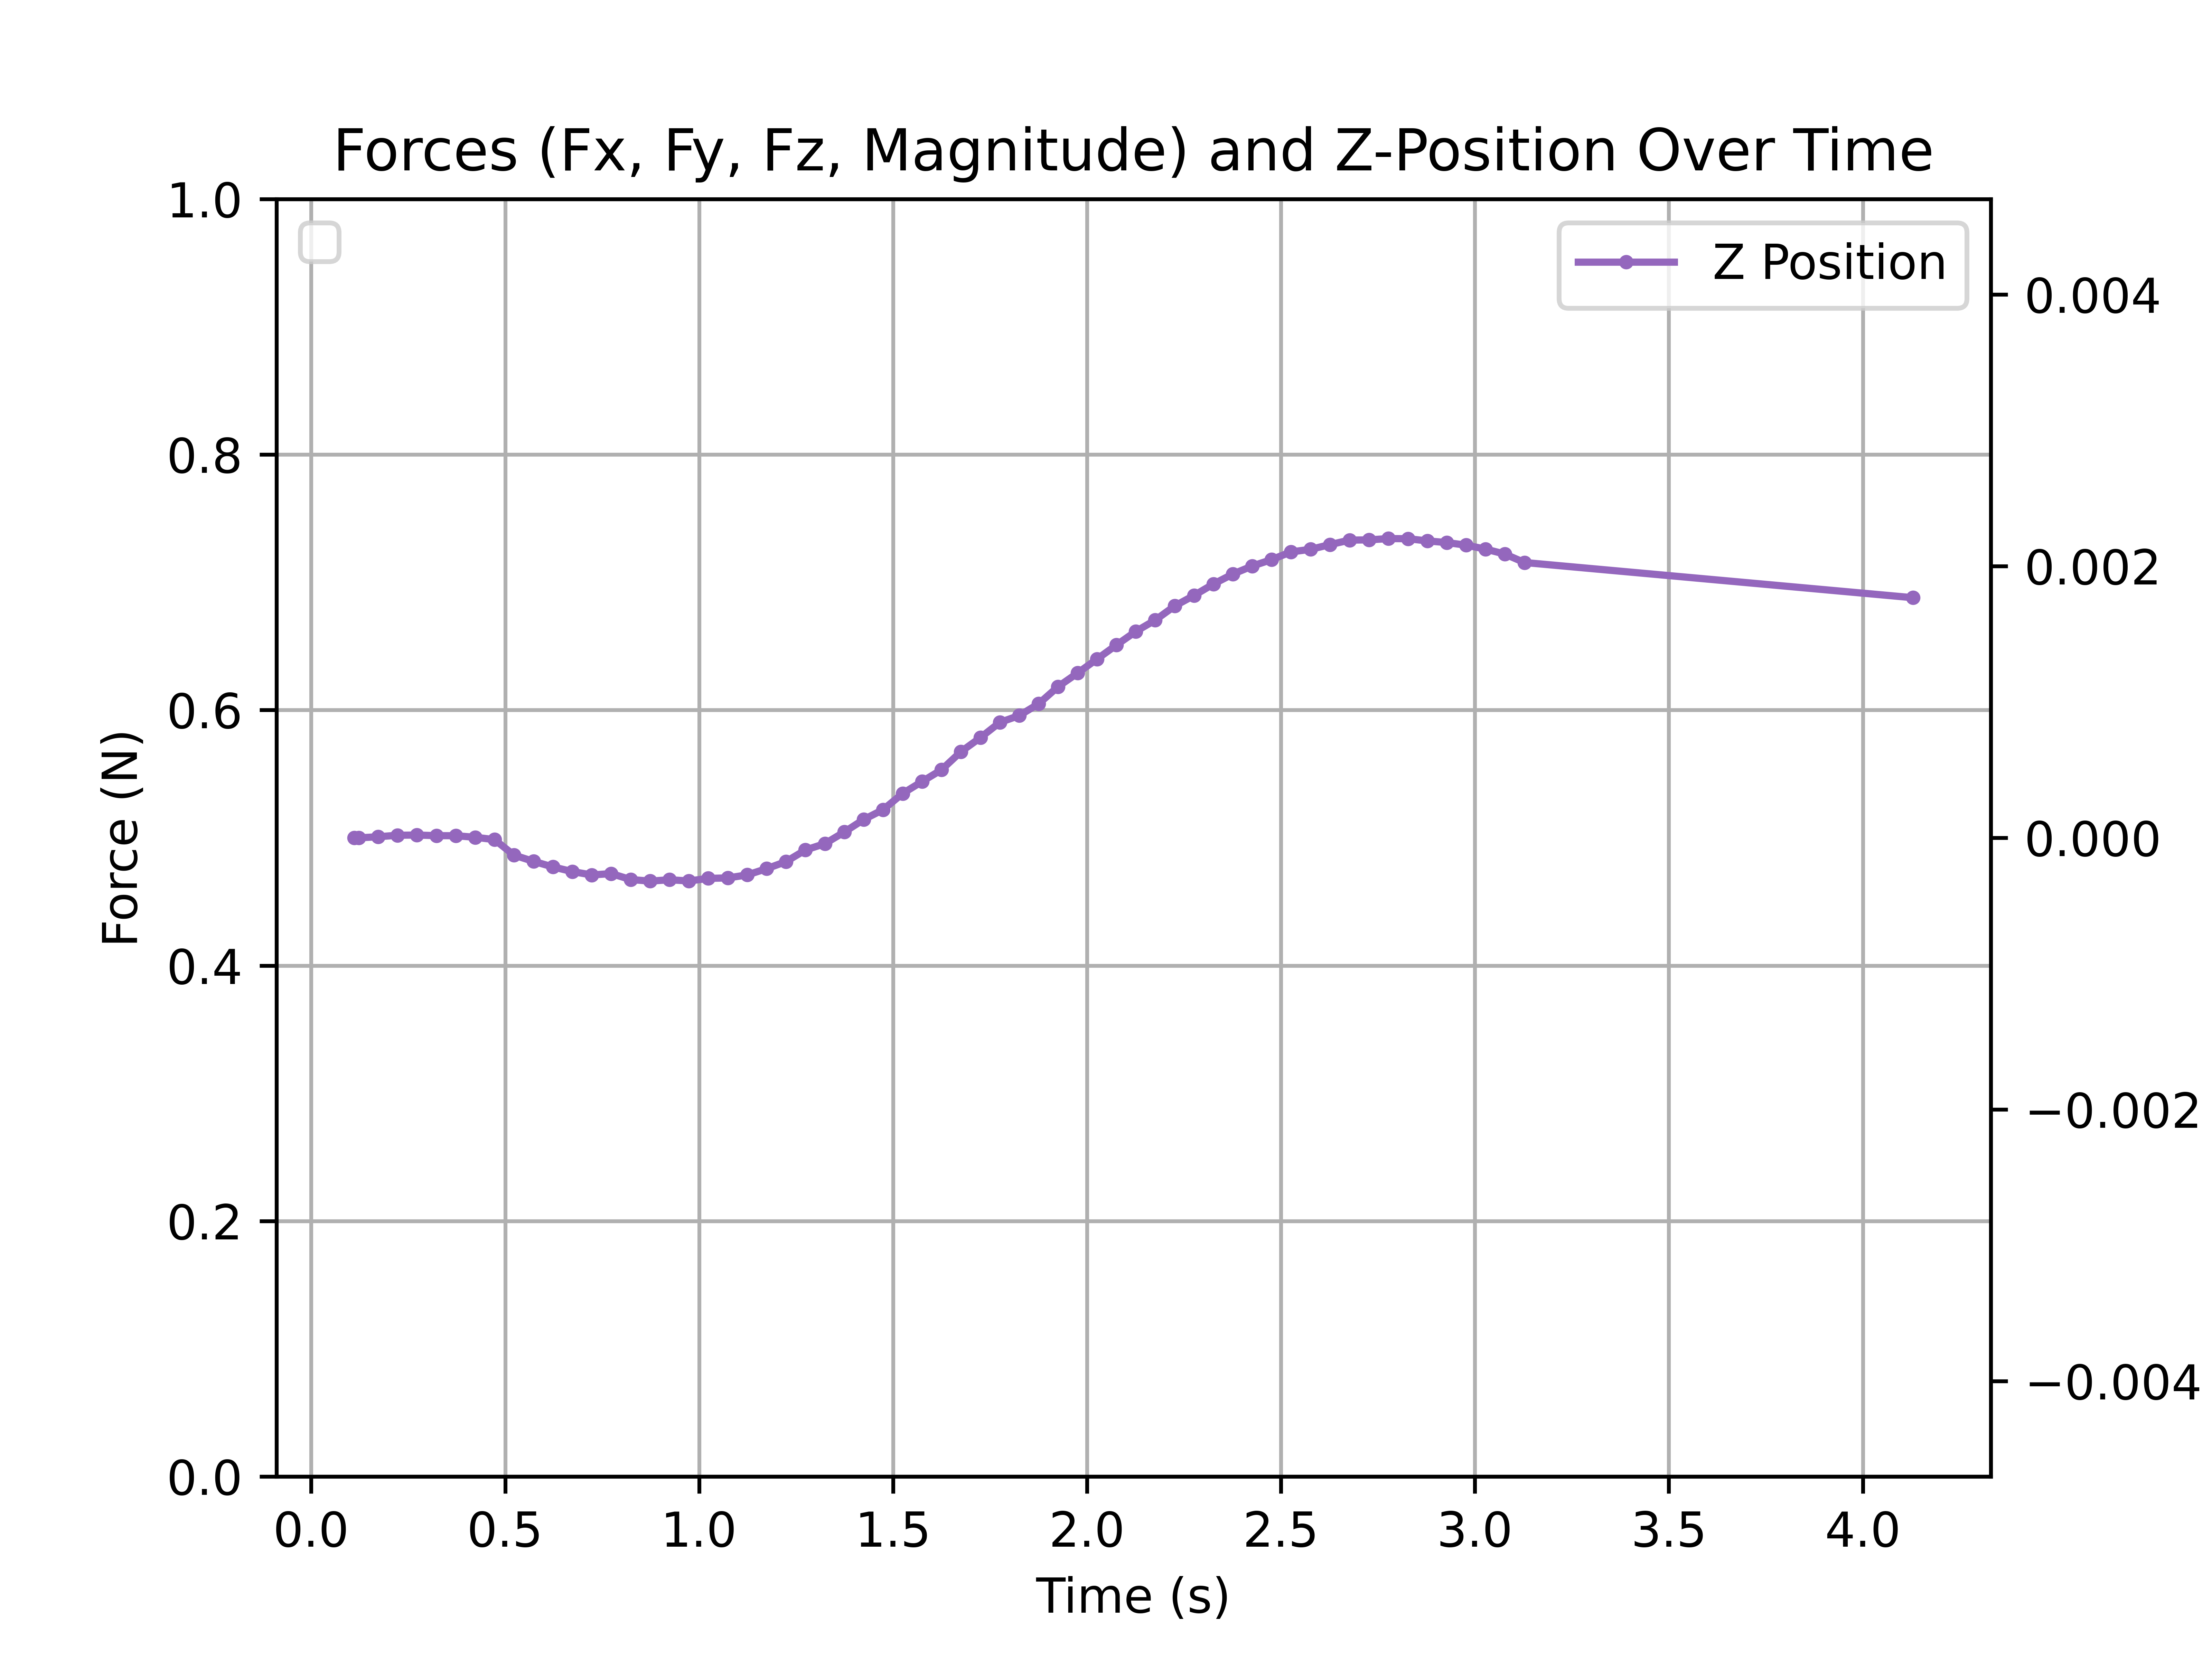 Forces (Fx, Fy, Fz, Magnitude) and Z-Position Over Time
Z Position
1.0
0.8
0.6
0.4
0.2
0.0
Force (N)
0.004
0.002
0.000
−0.002
−0.004
0.0 0.5 1.0 1.5 2.0 2.5 3.0 3.5 4.0
Time (s)